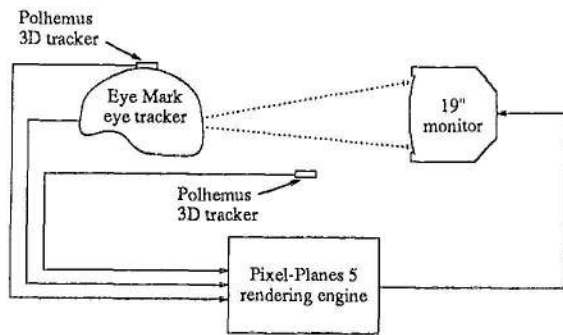 Polhemus
3D tracker
Eye Mark
eye tracker
19"
monitor
Polhemus
3D tracker
Pixel-Planes 5
rendering engine